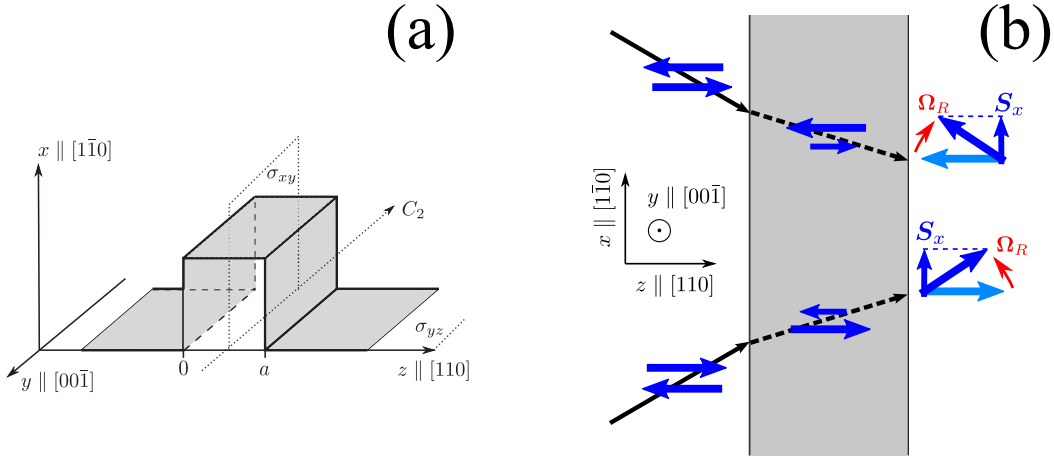 (a)
x ∥ [11̄0]
σxy
C2
σyz
0
a
z ∥ [110]
y ∥ [001̄]
(b)
ΩR
Sx
x ∥ [11̄0]
y ∥ [001̄]
z ∥ [110]
Sx
ΩR